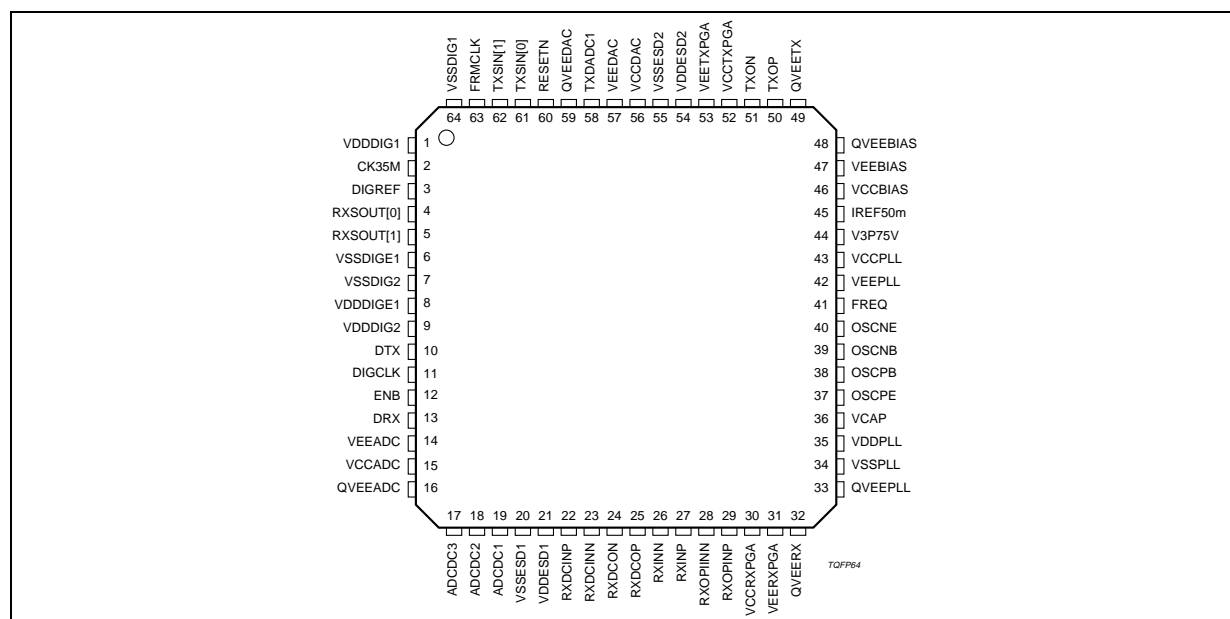 VSSDIG1
FRMCLK
TXSIN[1]
TXSIN[0]
RESETN
QVEEDAC
TXDADC1
VEEDAC
VCCDAC
VSSESD2
VDDESD2
VEETXPGA
VCCTXPGA
TXON
TXOP
QVEETX
64 63 62 61 60 59 58 57 56 55 54 53 52 51 50 49
VDDDIG1 1
CK35M 2
DIGREF 3
RXSOUT[0] 4
RXSOUT[1] 5
VSSDIGE1 6
VSSDIG2 7
VDDDIGE1 8
VDDDIG2 9
DTX 10
DIGCLK 11
ENB 12
DRX 13
VEEADC 14
VCCADC 15
QVEEADC 16
48 QVEEBIAS
47 VEEBIAS
46 VCCBIAS
45 IREF50m
44 V3P75V
43 VCCPLL
42 VEEPLL
41 FREQ
40 OSCNE
39 OSCNB
38 OSCPB
37 OSCPE
36 VCAP
35 VDDPLL
34 VSSPLL
33 QVEEPLL
17 18 19 20 21 22 23 24 25 26 27 28 29 30 31 32
ADCDC3
ADCDC2
ADCDC1
VSSESD1
VDDESD1
RXDCINP
RXDCINN
RXDCON
RXDCOP
RXINN
RXINP
RXOPIINN
RXOPINP
VCCRXPGA
VEERXPGA
QVEERX
TQFP64